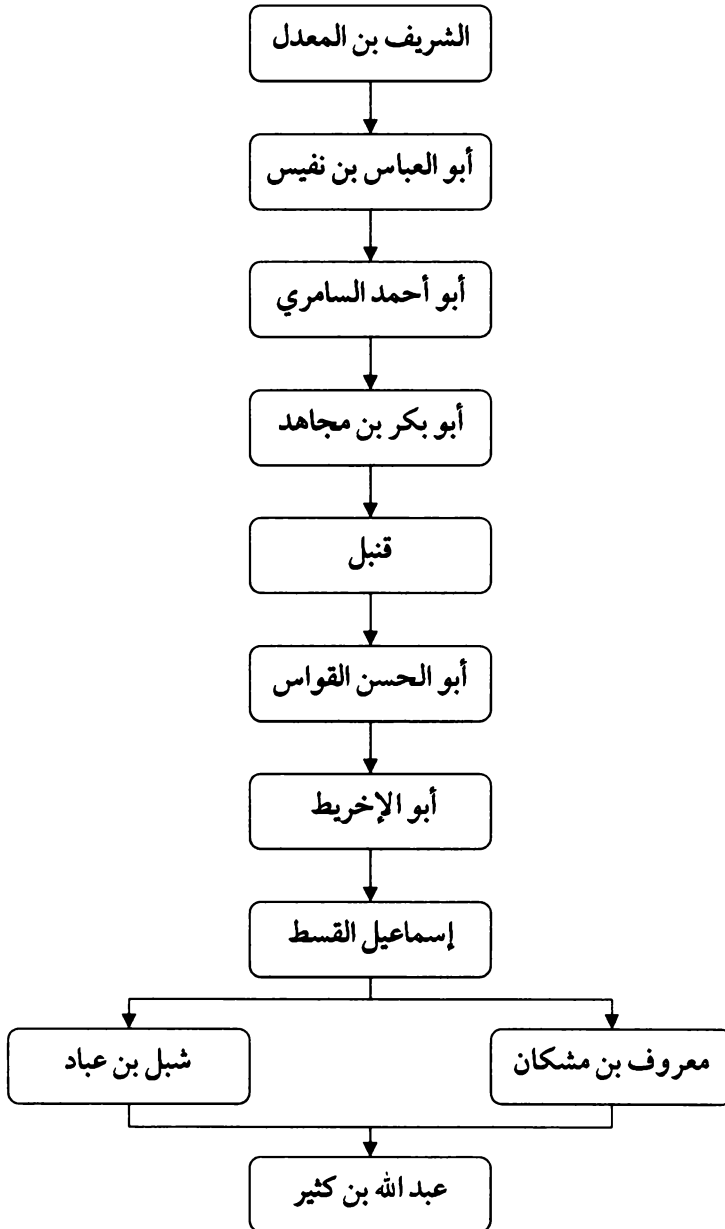 الشريف بن المعدل
أبو العباس بن نفيس
أبو أحمد السامري
أبو بكر بن مجاهد
قنبل
أبو الحسن القواس
أبو الإخريط
إسماعيل القسط
معروف بن مشكان
شبل بن عباد
عبد الله بن كثير